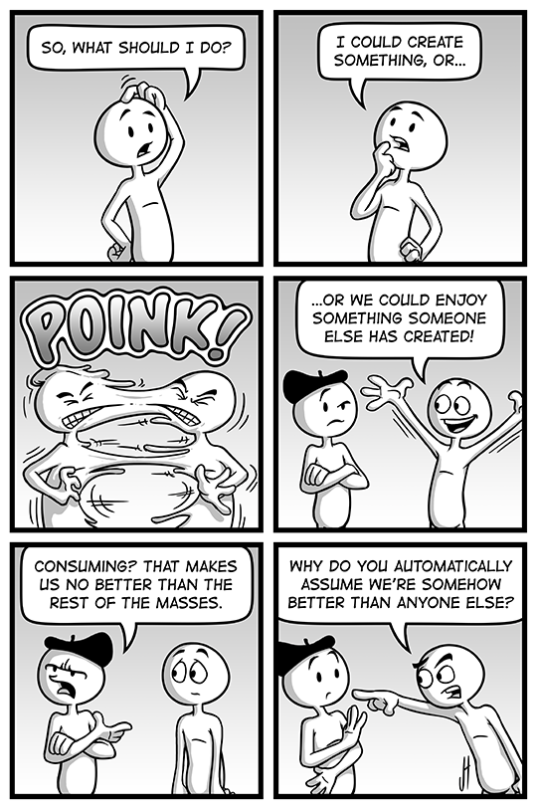 SO, WHAT SHOULD I DO?
I COULD CREATE
SOMETHING, OR...
POINK!
...OR WE COULD ENJOY
SOMETHING SOMEONE
ELSE HAS CREATED!
CONSUMING? THAT MAKES
US NO BETTER THAN THE
REST OF THE MASSES.
WHY DO YOU AUTOMATICALLY
ASSUME WE'RE SOMEHOW
BETTER THAN ANYONE ELSE?
JH